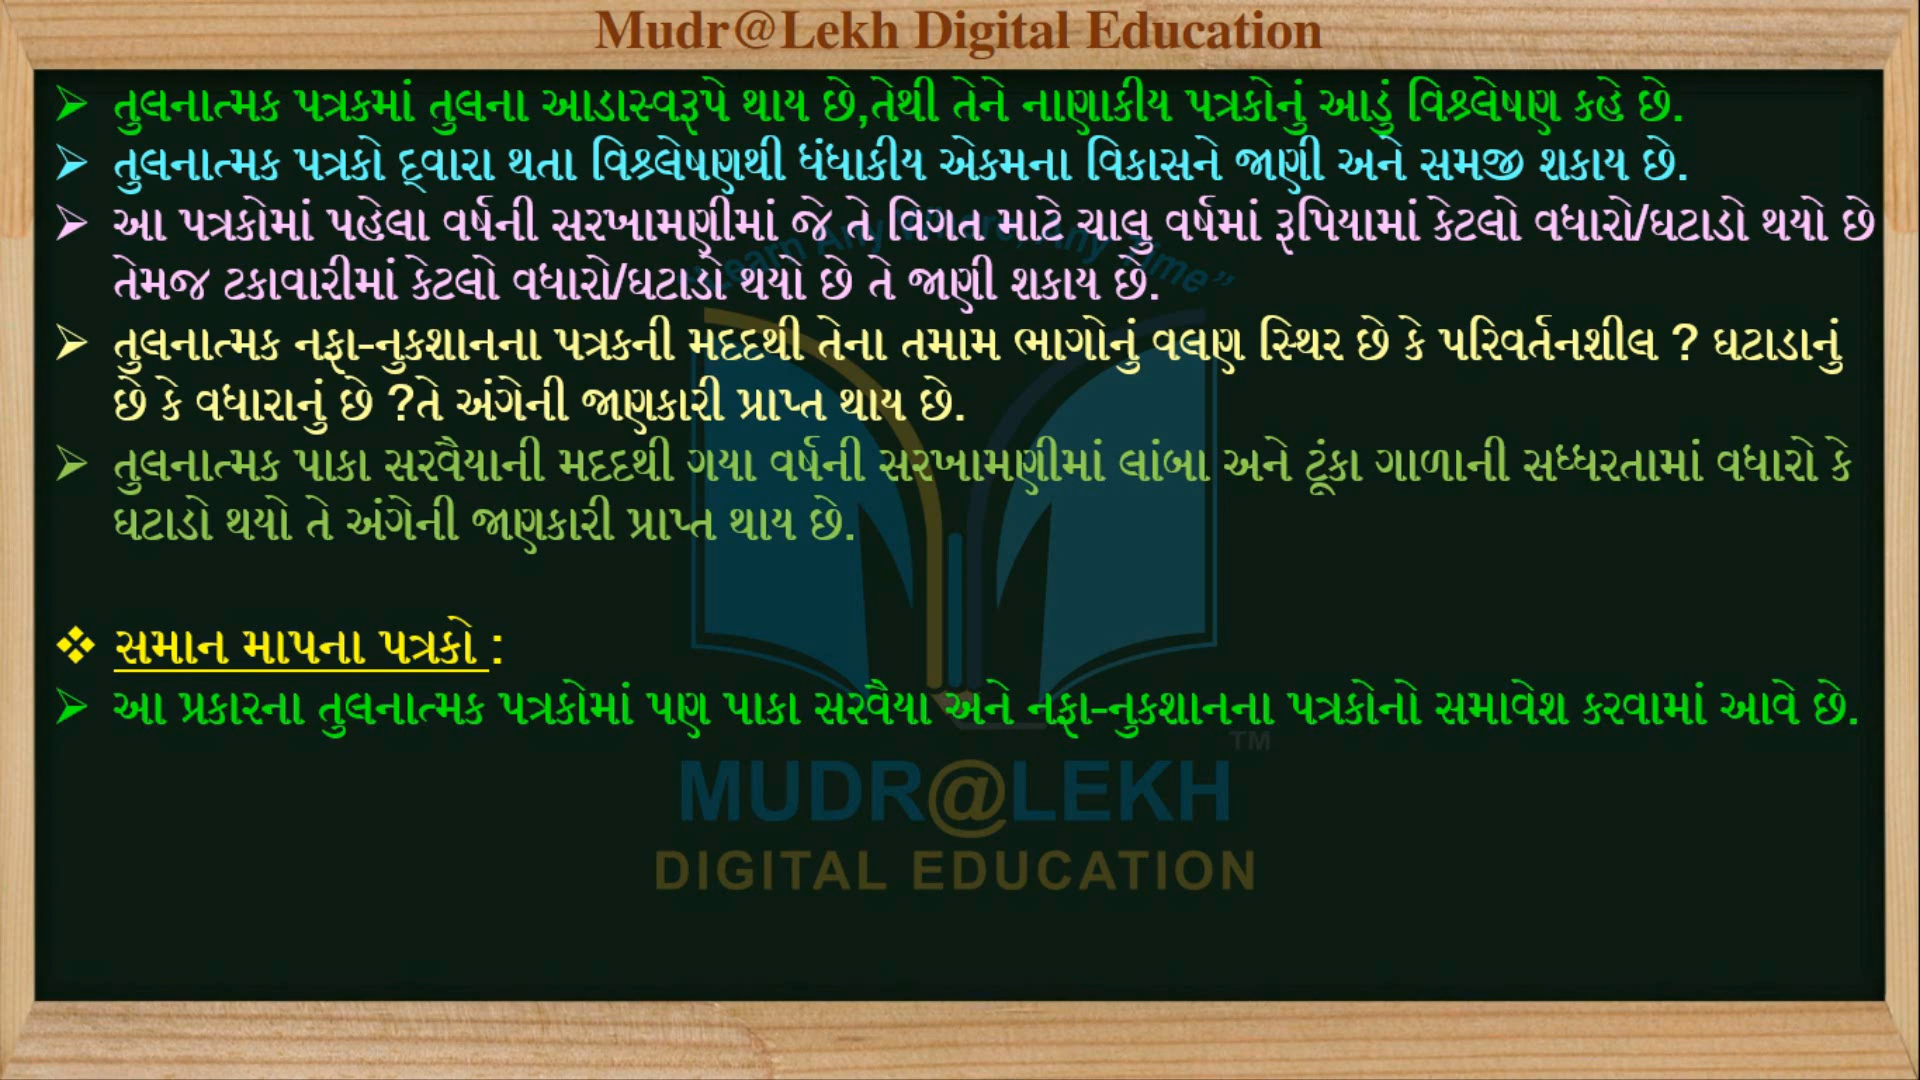 Mudr@Lekh Digital Education
➢ તુલનાત્મક પત્રકમાં તુલના આડાસ્વરૂપે થાય છે,તેથી તેને નાણાકીય પત્રકોનું આડું વિશ્લેષણ કહે છે.
➢ તુલનાત્મક પત્રકો દ્વારા થતા વિશ્લેષણથી ધંધાકીય એકમના વિકાસને જાણી અને સમજી શકાય છે.
➢ આ પત્રકોમાં પહેલા વર્ષની સરખામણીમાં જે તે વિગત માટે ચાલુ વર્ષમાં રૂપિયામાં કેટલો વધારો/ઘટાડો થયો છે
તેમજ ટકાવારીમાં કેટલો વધારો/ઘટાડો થયો છે તે જાણી શકાય છે.
➢ તુલનાત્મક નફા-નુકશાનના પત્રકની મદદથી તેના તમામ ભાગોનું વલણ સ્થિર છે કે પરિવર્તનશીલ ? ઘટાડાનું
છે કે વધારાનું છે ?તે અંગેની જાણકારી પ્રાપ્ત થાય છે.
➢ તુલનાત્મક પાકા સરવૈયાની મદદથી ગયા વર્ષની સરખામણીમાં લાંબા અને ટૂંકા ગાળાની સધ્ધરતામાં વધારો કે
ઘટાડો થયો તે અંગેની જાણકારી પ્રાપ્ત થાય છે.
❖ સમાન માપના પત્રકો :
➢ આ પ્રકારના તુલનાત્મક પત્રકોમાં પણ પાકા સરવૈયા અને નફા-નુકશાનના પત્રકોનો સમાવેશ કરવામાં આવે છે.
TM
MUDR@LEKH
DIGITAL EDUCATION